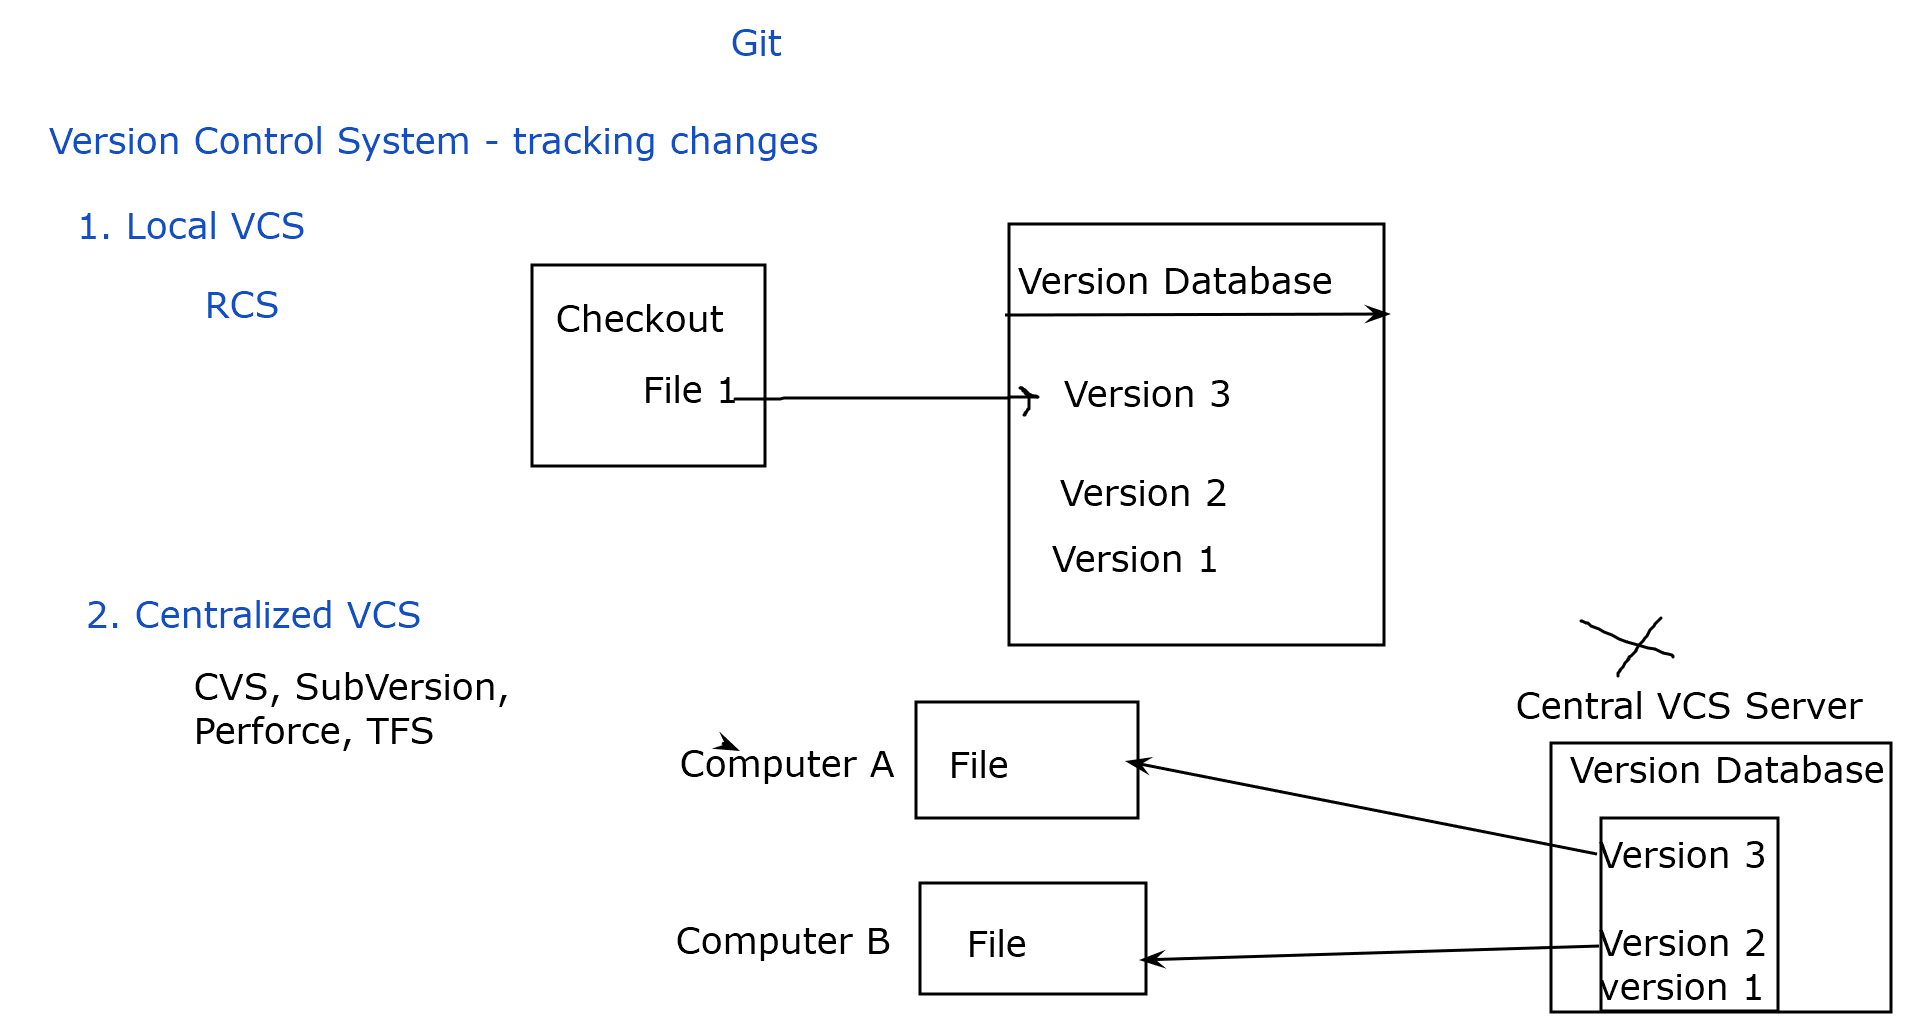 Git
Version Control System - tracking changes
1. Local VCS
RCS
Checkout
File 1
Version Database
Version 3
Version 2
Version 1
2. Centralized VCS
CVS, SubVersion,
Perforce, TFS
Computer A
File
Computer B
File
Central VCS Server
Version Database
Version 3
Version 2
version 1